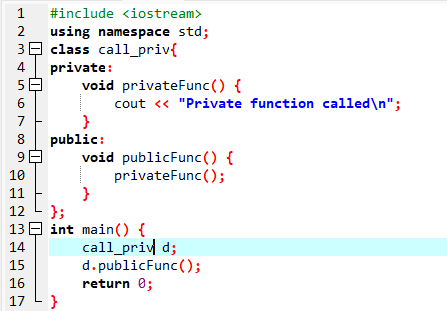 1 #include <iostream>
2 using namespace std;
3 class call_priv{
4 private:
5     void privateFunc() {
6         cout << "Private function called\n";
7     }
8 public:
9     void publicFunc() {
10         privateFunc();
11     }
12 };
13 int main() {
14     call_priv d;
15     d.publicFunc();
16     return 0;
17 }